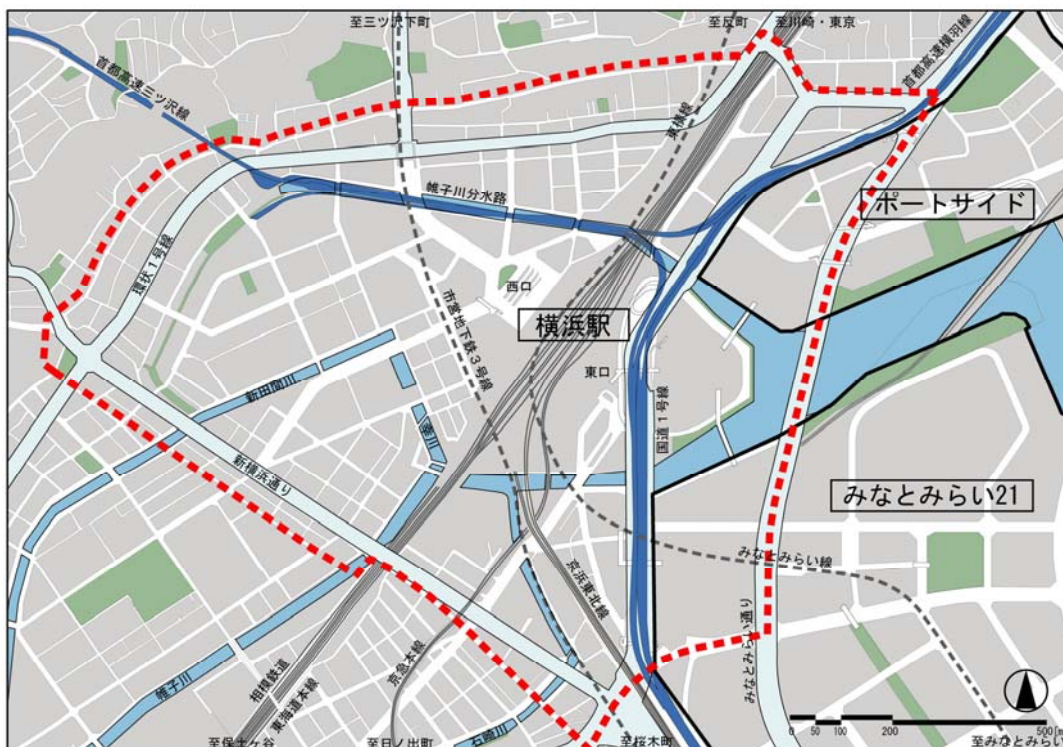 至三ツ沢下町
至反町
至川崎・東京
首都高速横羽線
首都高速三ツ沢線
東横線
帷子川分水路
ポートサイド
環状1号線
西口
市営地下鉄3号線
横浜駅
東口
国道1号線
新田間川
幸川
新横浜通り
みなとみらい21
みなとみらい線
京浜東北線
みなとみらい通り
京急本線
相模鉄道
東海道本線
帷子川
石崎川
至保土ヶ谷
至日ノ出町
至桜木町
至みなとみら
0 50 100 200 500